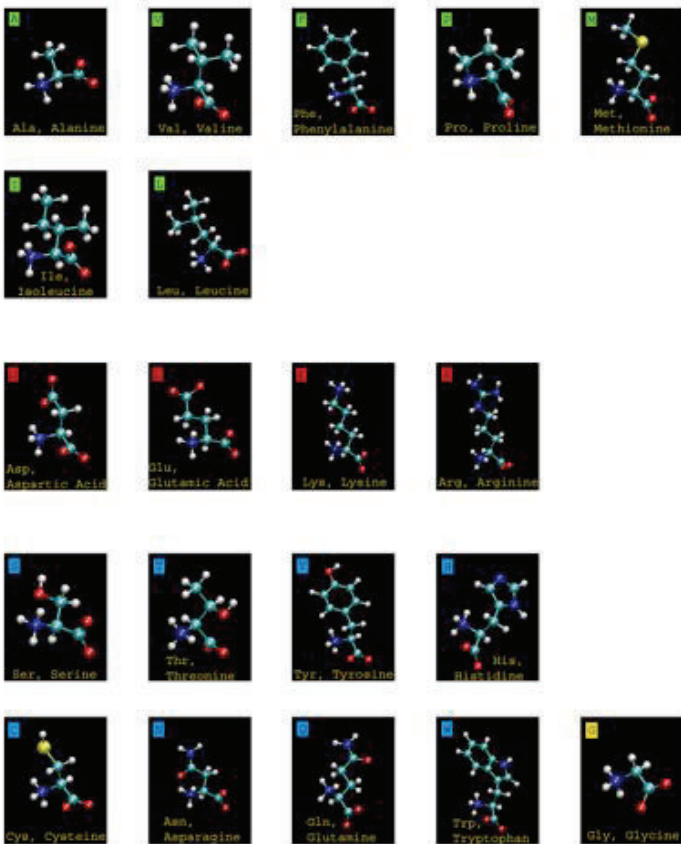 A
Ala, Alanine
V
Val, Valine
F
Phe,
Phenylalanine
P
Pro, Proline
M
Met,
Methionine
I
Ile,
Isoleucine
L
Leu, Leucine
D
Asp,
Aspartic Acid
Glu,
Glutamic Acid
Lys, Lysine
Arg, Arginine
S
Ser, Serine
T
Thr,
Threonine
Y
Tyr, Tyrosine
H
His,
Histidine
C
Cys, Cysteine
N
Asn,
Asparagine
Q
Gln,
Glutamine
W
Trp,
Tryptophan
G
Gly, Glycine